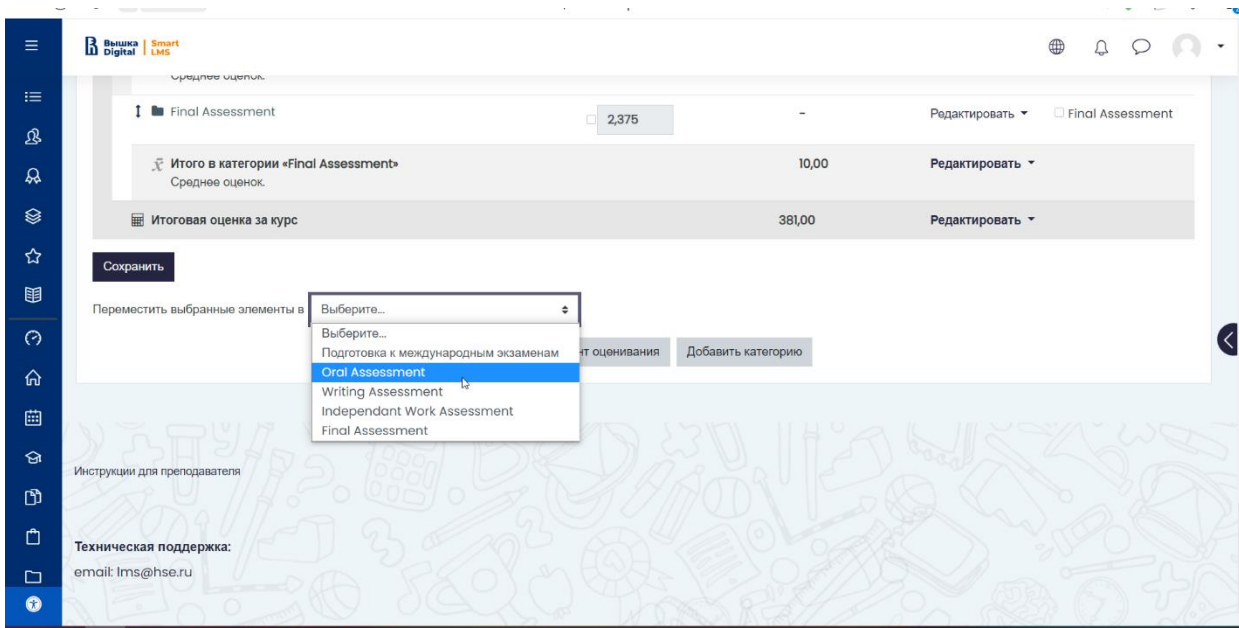 Вышка Digital | Smart LMS
Среднее оценок.
Final Assessment 2,375 - Редактировать Final Assessment
Итого в категории «Final Assessment» 10,00 Редактировать
Среднее оценок.
Итоговая оценка за курс 381,00 Редактировать
Сохранить
Переместить выбранные элементы в Выберите...
Выберите...
Подготовка к международным экзаменам
нт оценивания Добавить категорию
Oral Assessment
Writing Assessment
Independant Work Assessment
Final Assessment
Инструкции для преподавателя
Техническая поддержка:
email: lms@hse.ru